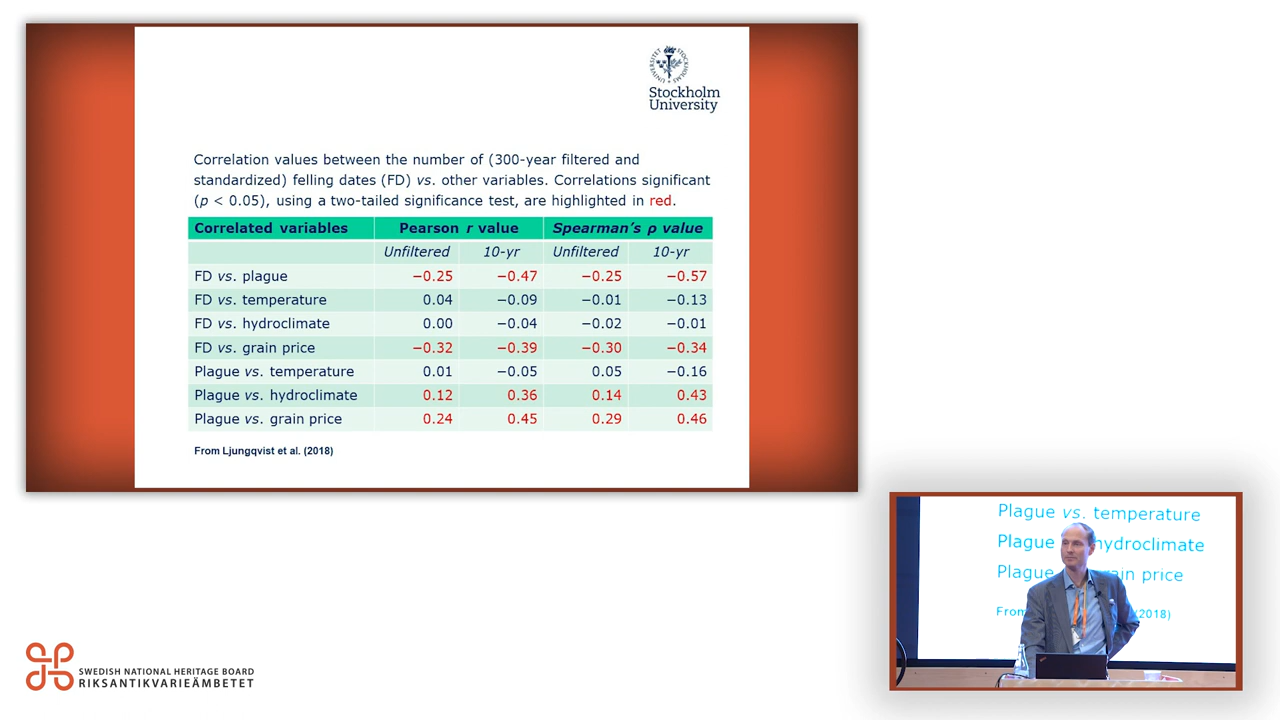 Stockholm
University
Correlation values between the number of (300-year filtered and
standardized) felling dates (FD) vs. other variables. Correlations significant
(p < 0.05), using a two-tailed significance test, are highlighted in red.
Correlated variables Pearson r value Spearman's ρ value
Unfiltered 10-yr Unfiltered 10-yr
FD vs. plague −0.25 −0.47 −0.25 −0.57
FD vs. temperature 0.04 −0.09 −0.01 −0.13
FD vs. hydroclimate 0.00 −0.04 −0.02 −0.01
FD vs. grain price −0.32 −0.39 −0.30 −0.34
Plague vs. temperature 0.01 −0.05 0.05 −0.16
Plague vs. hydroclimate 0.12 0.36 0.14 0.43
Plague vs. grain price 0.24 0.45 0.29 0.46
From Ljungqvist et al. (2018)
Plague vs. temperature
Plague hydroclimate
Plague ain price
From (2018)
SWEDISH NATIONAL HERITAGE BOARD
RIKSANTIKVARIEÄMBETET